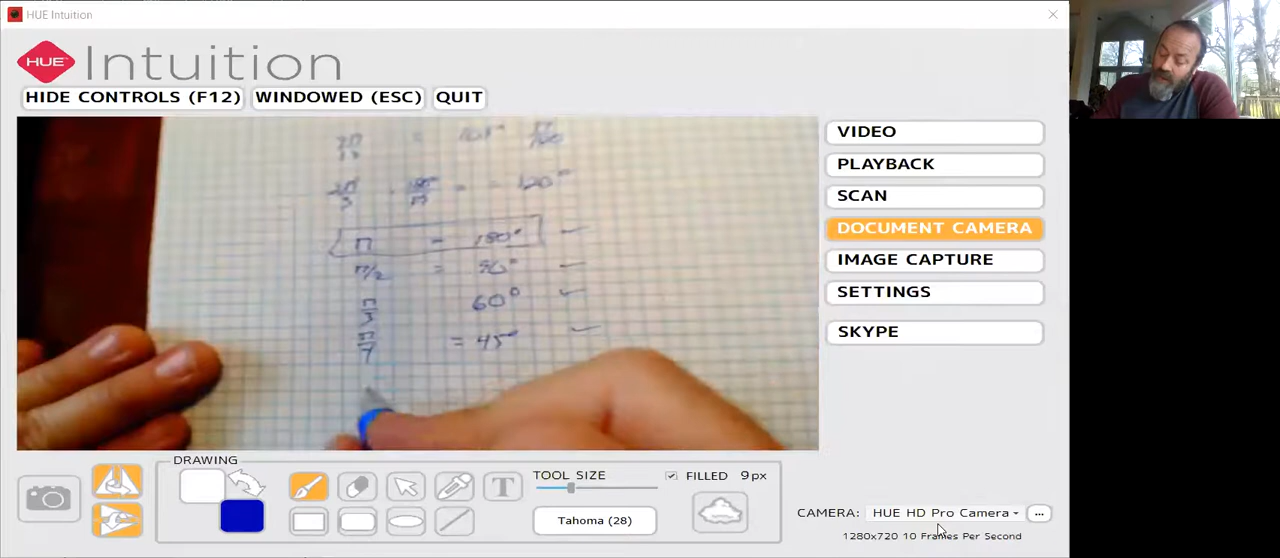 HUE Intuition
HUE Intuition
HIDE CONTROLS (F12) WINDOWED (ESC) QUIT
π = 180°
π/2 = 90°
π/3 60°
= 45°
= 120°
VIDEO
PLAYBACK
SCAN
DOCUMENT CAMERA
IMAGE CAPTURE
SETTINGS
SKYPE
DRAWING
TOOL SIZE
FILLED 9px
T
Tahoma (28)
CAMERA: HUE HD Pro Camera ...
1280x720 10 Frames Per Second